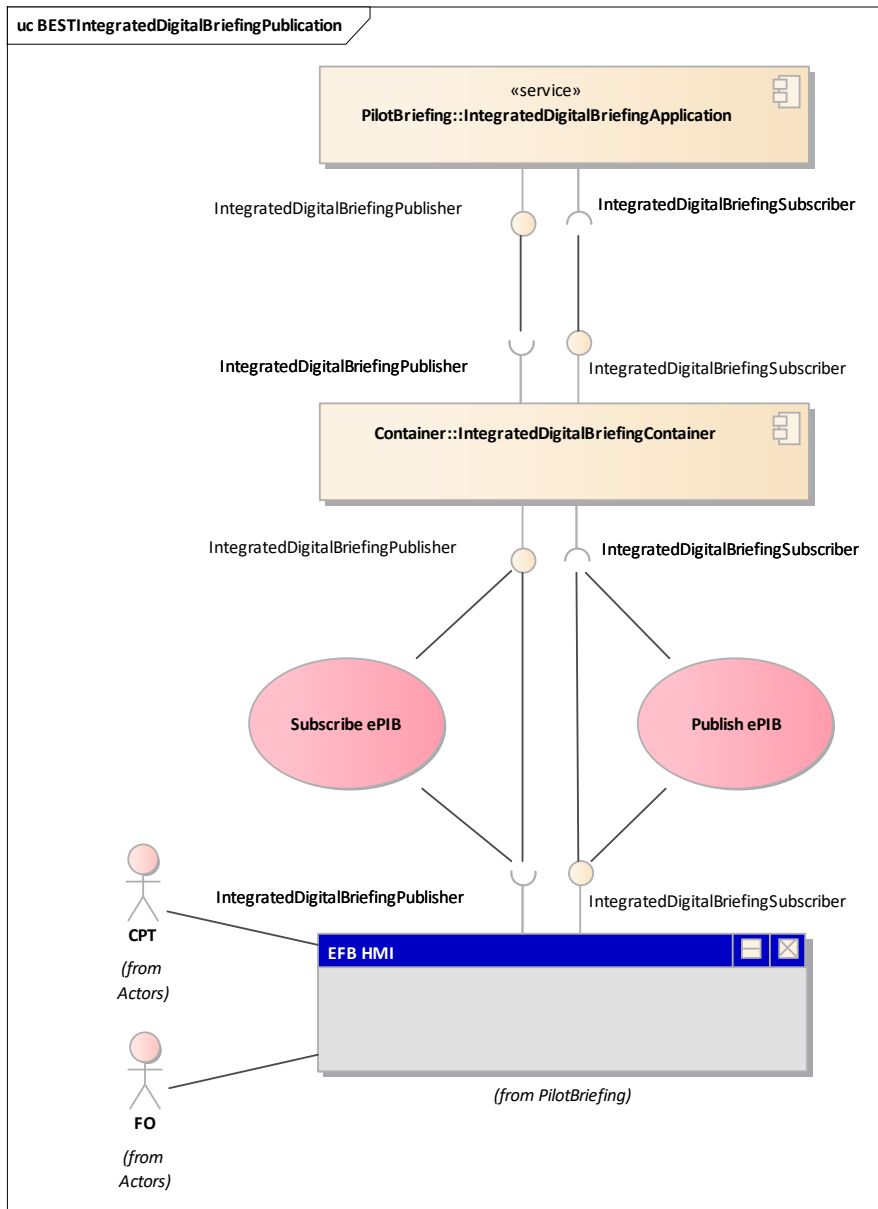 uc BESTIntegratedDigitalBriefingPublication
«service»
PilotBriefing::IntegratedDigitalBriefingApplication
IntegratedDigitalBriefingPublisher
IntegratedDigitalBriefingSubscriber
IntegratedDigitalBriefingPublisher
IntegratedDigitalBriefingSubscriber
Container::IntegratedDigitalBriefingContainer
IntegratedDigitalBriefingPublisher
IntegratedDigitalBriefingSubscriber
Subscribe ePIB
Publish ePIB
IntegratedDigitalBriefingPublisher
IntegratedDigitalBriefingSubscriber
CPT
(from
Actors)
EFB HMI
(from PilotBriefing)
FO
(from
Actors)